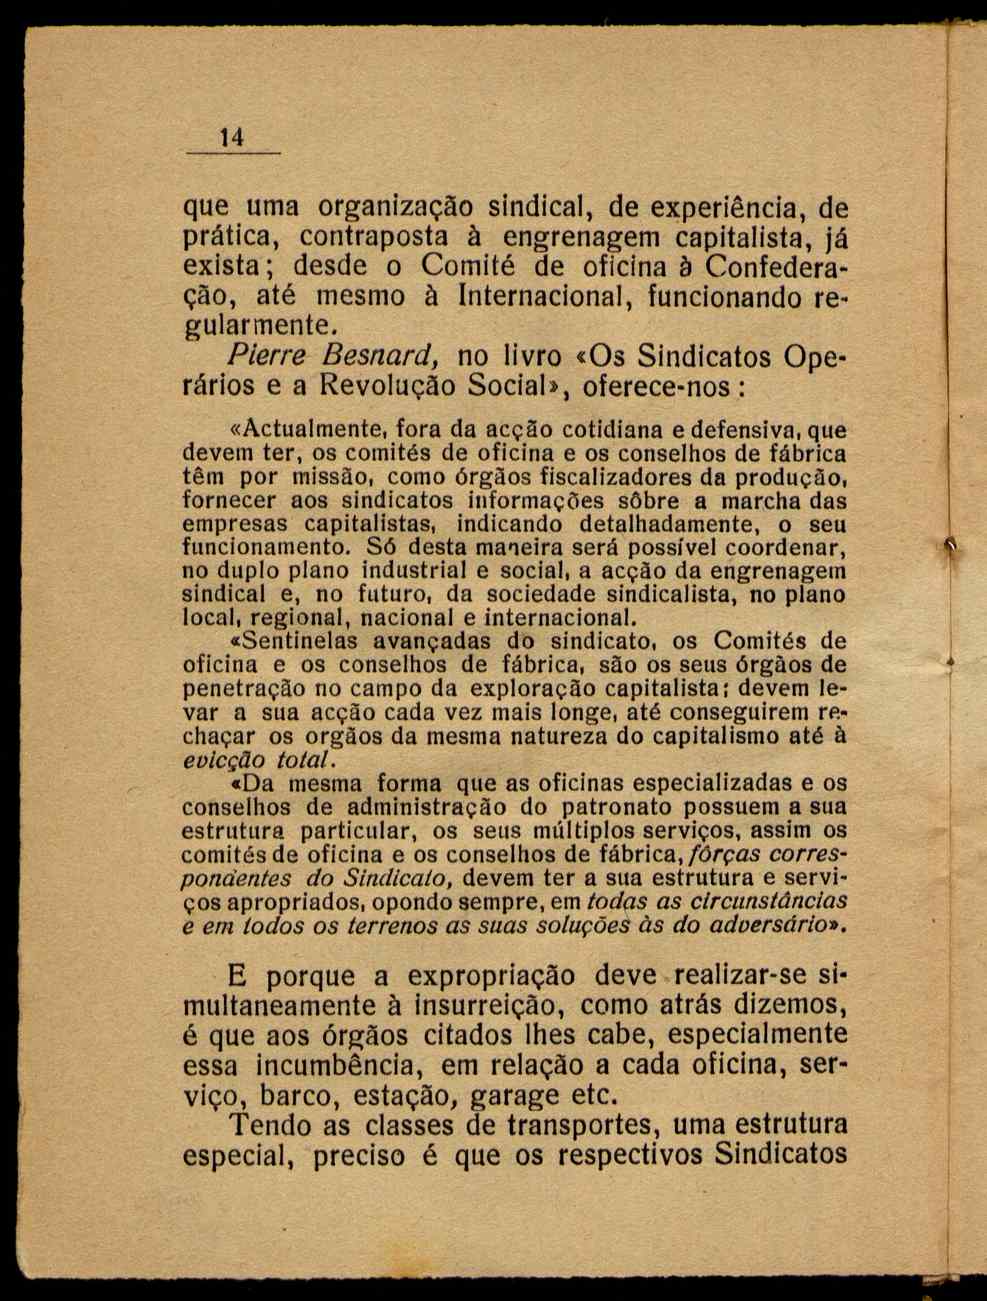 14
que uma organização sindical, de experiência, de
prática, contraposta à engrenagem capitalista, já
exista; desde o Comité de oficina à Confedera-
ção, até mesmo à Internacional, funcionando re-
gularmente.
Pierre Besnard, no livro «Os Sindicatos Ope-
rários e a Revolução Social», oferece-nos:
«Actualmente, fora da acção cotidiana e defensiva, que
devem ter, os comités de oficina e os conselhos de fábrica
têm por missão, como órgãos fiscalizadores da produção,
fornecer aos sindicatos informações sôbre a marcha das
empresas capitalistas, indicando detalhadamente, o seu
funcionamento. Só desta maneira será possível coordenar,
no duplo plano industrial e social, a acção da engrenagem
sindical e, no futuro, da sociedade sindicalista, no plano
local, regional, nacional e internacional.
«Sentinelas avançadas do sindicato, os Comités de
oficina e os conselhos de fábrica, são os seus órgãos de
penetração no campo da exploração capitalista; devem le-
var a sua acção cada vez mais longe, até conseguirem re-
chaçar os orgãos da mesma natureza do capitalismo até à
evicção total.
«Da mesma forma que as oficinas especializadas e os
conselhos de administração do patronato possuem a sua
estrutura particular, os seus múltiplos serviços, assim os
comités de oficina e os conselhos de fábrica, fôrças corres-
pondentes do Sindicato, devem ter a sua estrutura e servi-
ços apropriados, opondo sempre, em todas as circunstâncias
e em todos os terrenos as suas soluções às do adversário».
E porque a expropriação deve realizar-se si-
multaneamente à insurreição, como atrás dizemos,
é que aos órgãos citados lhes cabe, especialmente
essa incumbência, em relação a cada oficina, ser-
viço, barco, estação, garage etc.
Tendo as classes de transportes, uma estrutura
especial, preciso é que os respectivos Sindicatos